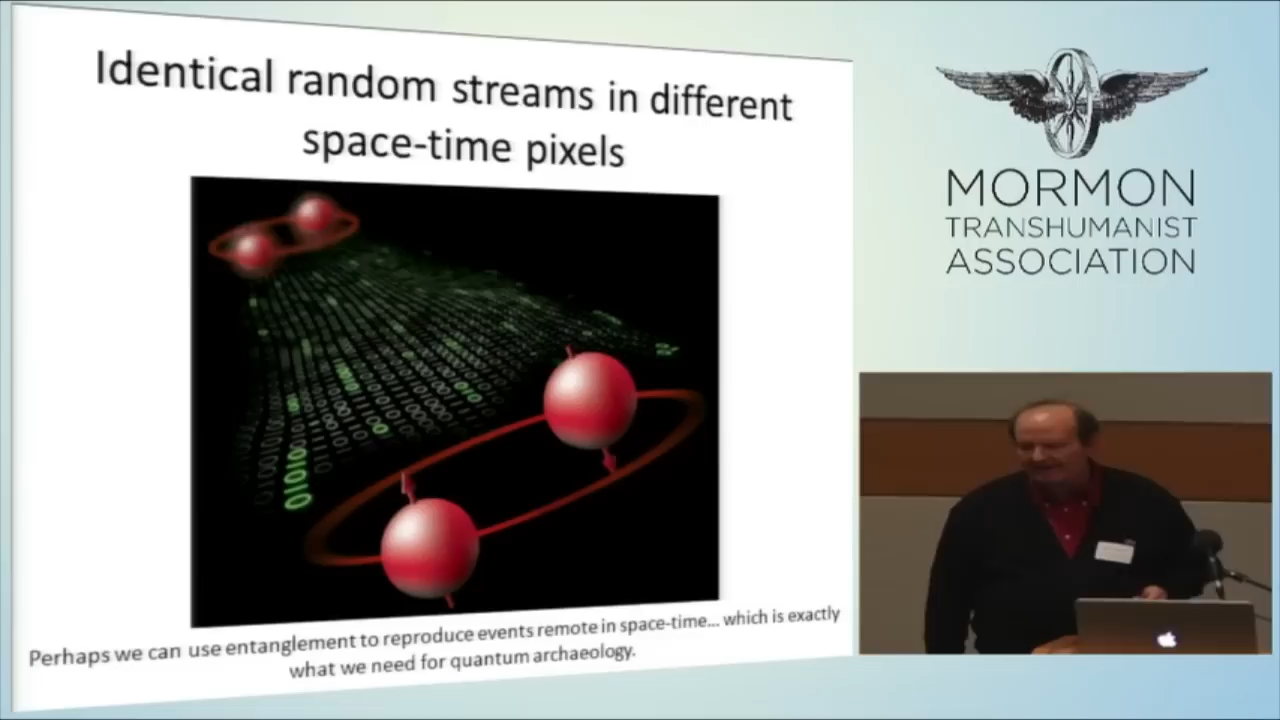 Identical random streams in different
space-time pixels
Perhaps we can use entanglement to reproduce events remote in space-time... which is exactly
what we need for quantum archaeology.
MORMON
TRANSHUMANIST
ASSOCIATION